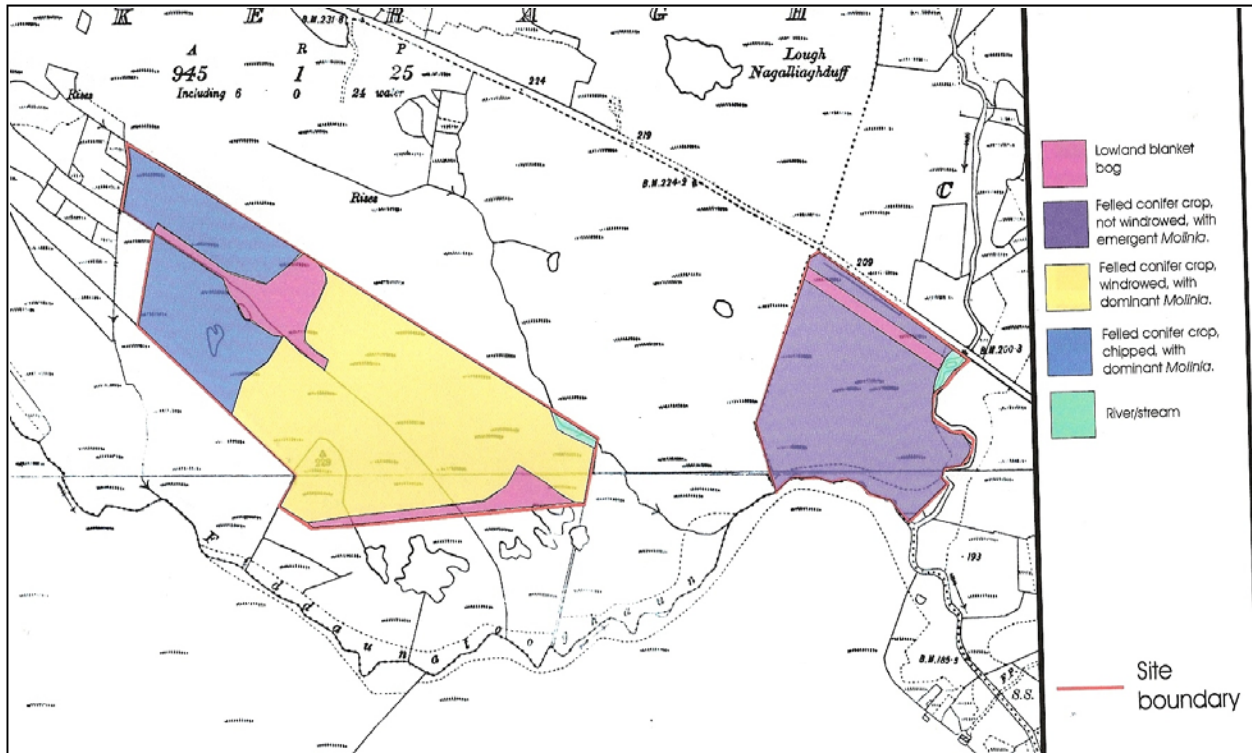 K E R A G H
B.M.231·8
A R P
945 1 25
Including 6 0 24 water
Rises
224
Lough
Nagalliaghduff
219
B.M.224·2
Rises
C
209
B.M.200·3
193
B.M.185·5
S.S.
Lowland blanket
bog
Felled conifer crop,
not windrowed, with
emergent Molinia.
Felled conifer crop,
windrowed, with
dominant Molinia.
Felled conifer crop,
chipped, with
dominant Molinia.
River/stream
Site
boundary